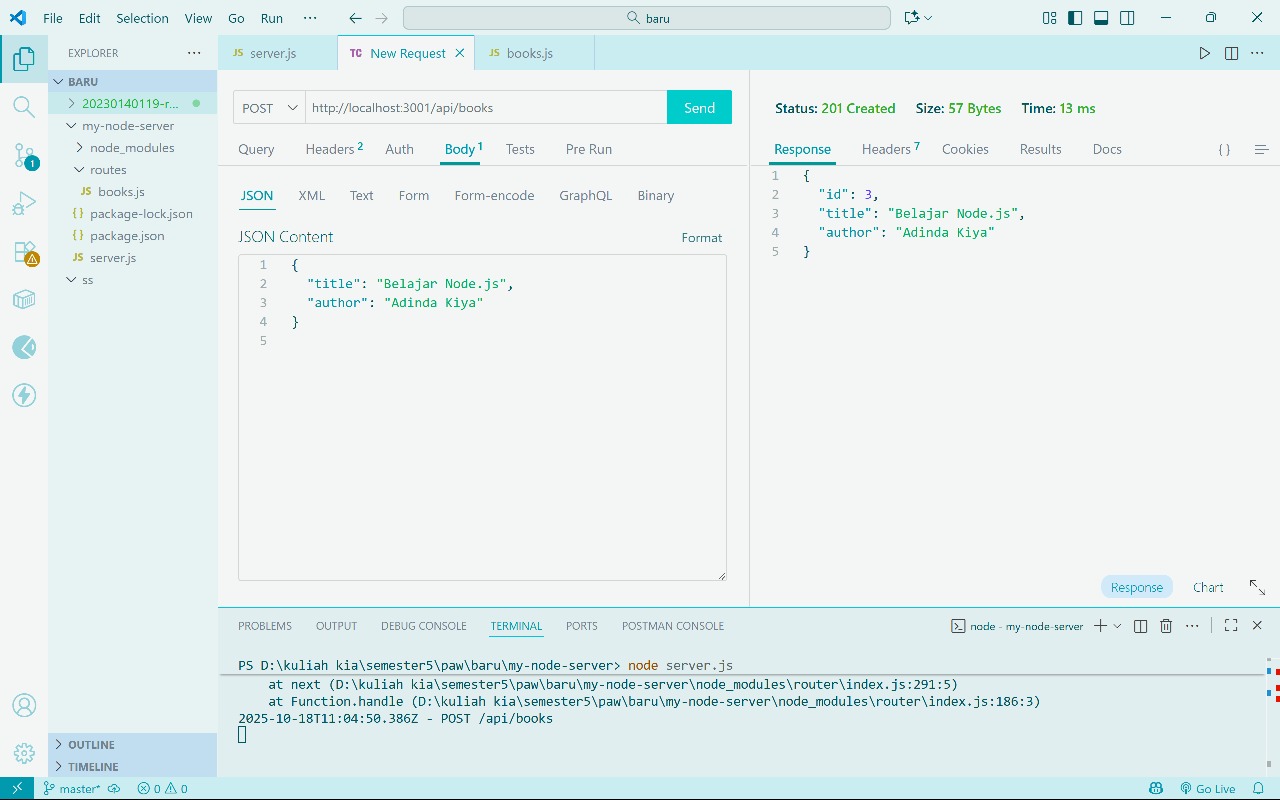 File Edit Selection View Go Run ··· baru
EXPLORER ···
BARU
20230140119-r...
my-node-server
node_modules
routes
JS books.js
{ } package-lock.json
{ } package.json
JS server.js
ss
OUTLINE
TIMELINE
1
JS server.js
TC New Request
JS books.js
POST http://localhost:3001/api/books Send
Query Headers 2 Auth Body 1 Tests Pre Run
JSON XML Text Form Form-encode GraphQL Binary
JSON Content Format
1 {
2 "title": "Belajar Node.js",
3 "author": "Adinda Kiya"
4 }
5
Status: 201 Created Size: 57 Bytes Time: 13 ms
Response Headers 7 Cookies Results Docs { }
1 {
2 "id": 3,
3 "title": "Belajar Node.js",
4 "author": "Adinda Kiya"
5 }
Response Chart
PROBLEMS OUTPUT DEBUG CONSOLE TERMINAL PORTS POSTMAN CONSOLE node - my-node-server ···
PS D:\kuliah kia\semester5\paw\baru\my-node-server> node server.js
at next (D:\kuliah kia\semester5\paw\baru\my-node-server\node_modules\router\index.js:291:5)
at Function.handle (D:\kuliah kia\semester5\paw\baru\my-node-server\node_modules\router\index.js:186:3)
2025-10-18T11:04:50.386Z - POST /api/books
master* 0 0 Go Live